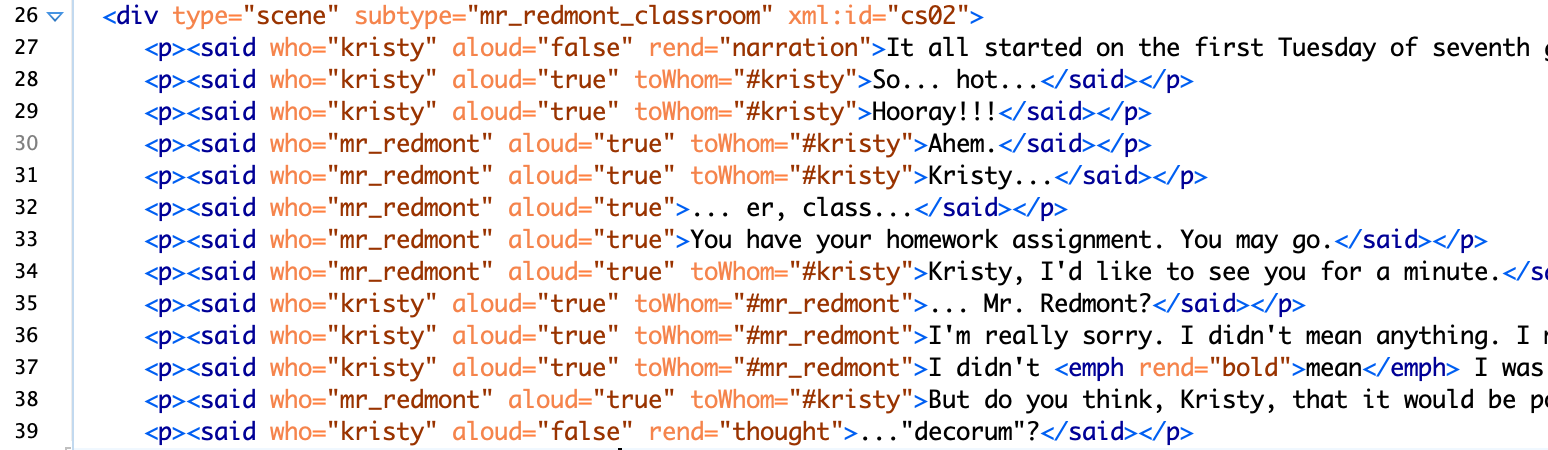 26 <div type="scene" subtype="mr_redmont_classroom" xml:id="cs02">
27 <p><said who="kristy" aloud="false" rend="narration">It all started on the first Tuesday of seventh
28 <p><said who="kristy" aloud="true" toWhom="#kristy">So... hot...</said></p>
29 <p><said who="kristy" aloud="true" toWhom="#kristy">Hooray!!!</said></p>
30 <p><said who="mr_redmont" aloud="true" toWhom="#kristy">Ahem.</said></p>
31 <p><said who="mr_redmont" aloud="true" toWhom="#kristy">Kristy...</said></p>
32 <p><said who="mr_redmont" aloud="true">... er, class...</said></p>
33 <p><said who="mr_redmont" aloud="true">You have your homework assignment. You may go.</said></p>
34 <p><said who="mr_redmont" aloud="true" toWhom="#kristy">Kristy, I'd like to see you for a minute.</s
35 <p><said who="kristy" aloud="true" toWhom="#mr_redmont">... Mr. Redmont?</said></p>
36 <p><said who="kristy" aloud="true" toWhom="#mr_redmont">I'm really sorry. I didn't mean anything. I
37 <p><said who="kristy" aloud="true" toWhom="#mr_redmont">I didn't <emph rend="bold">mean</emph> I was
38 <p><said who="mr_redmont" aloud="true" toWhom="#kristy">But do you think, Kristy, that it would be
39 <p><said who="kristy" aloud="false" rend="thought">..."decorum"?</said></p>